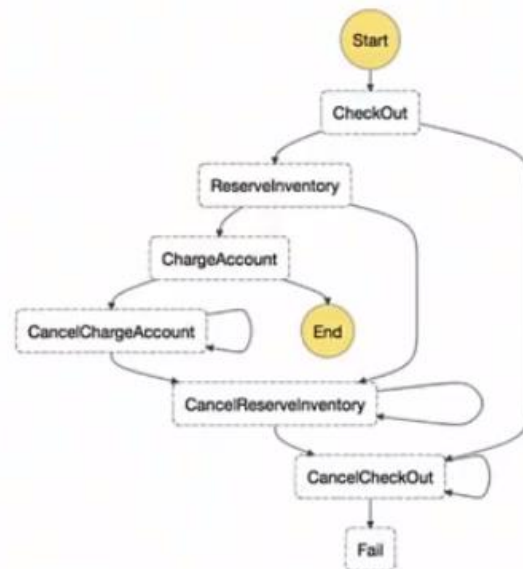 Start
CheckOut
ReserveInventory
ChargeAccount
CancelChargeAccount
End
CancelReserveInventory
CancelCheckOut
Fail